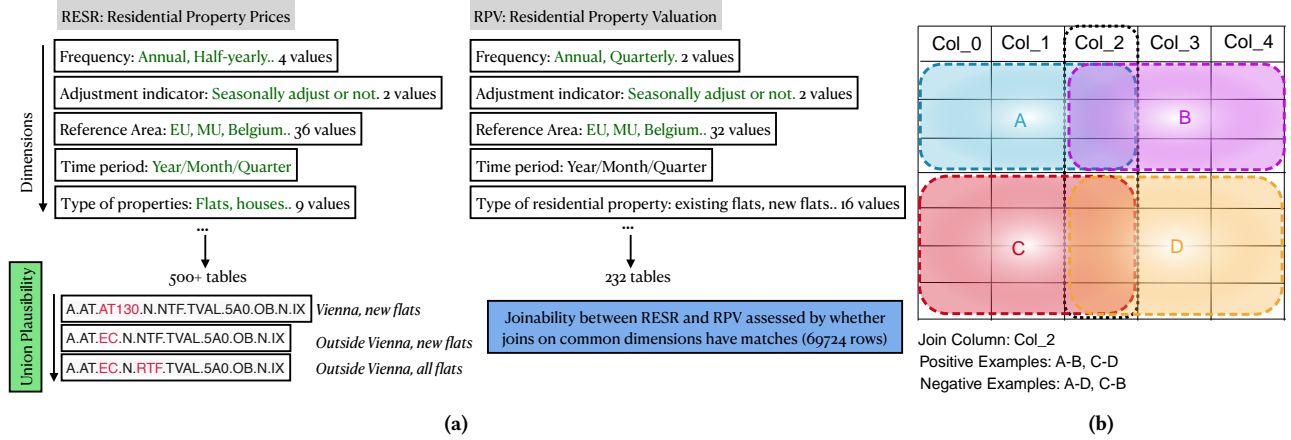 RESR: Residential Property Prices
Dimensions
Frequency: Annual, Half-yearly.. 4 values
Adjustment indicator: Seasonally adjust or not. 2 values
Reference Area: EU, MU, Belgium.. 36 values
Time period: Year/Month/Quarter
Type of properties: Flats, houses.. 9 values
...
500+ tables
Union Plausibility
A.AT.AT130.N.NTF.TVAL.5A0.OB.N.IX Vienna, new flats
A.AT.EC.N.NTF.TVAL.5A0.OB.N.IX Outside Vienna, new flats
A.AT.EC.N.RTF.TVAL.5A0.OB.N.IX Outside Vienna, all flats
RPV: Residential Property Valuation
Frequency: Annual, Quarterly. 2 values
Adjustment indicator: Seasonally adjust or not. 2 values
Reference Area: EU, MU, Belgium.. 32 values
Time period: Year/Month/Quarter
Type of residential property: existing flats, new flats.. 16 values
...
232 tables
Joinability between RESR and RPV assessed by whether
joins on common dimensions have matches (69724 rows)
(a)
Col_0 Col_1 Col_2 Col_3 Col_4
A B
C D
Join Column: Col_2
Positive Examples: A-B, C-D
Negative Examples: A-D, C-B
(b)